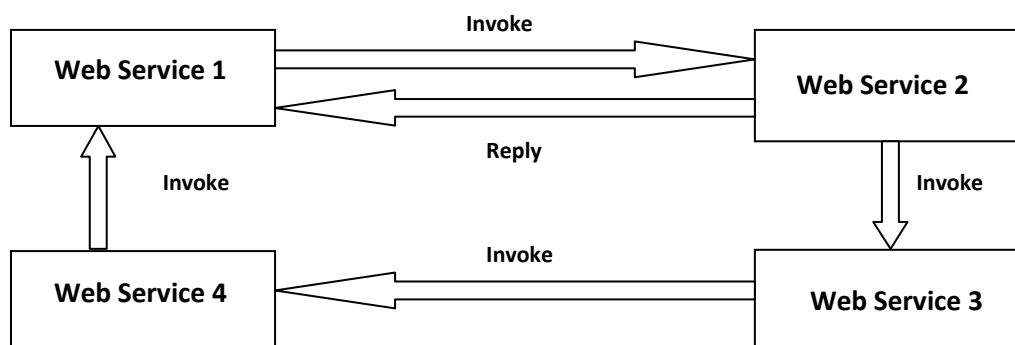 Invoke
Web Service 1
Web Service 2
Reply
Invoke
Invoke
Invoke
Web Service 4
Web Service 3